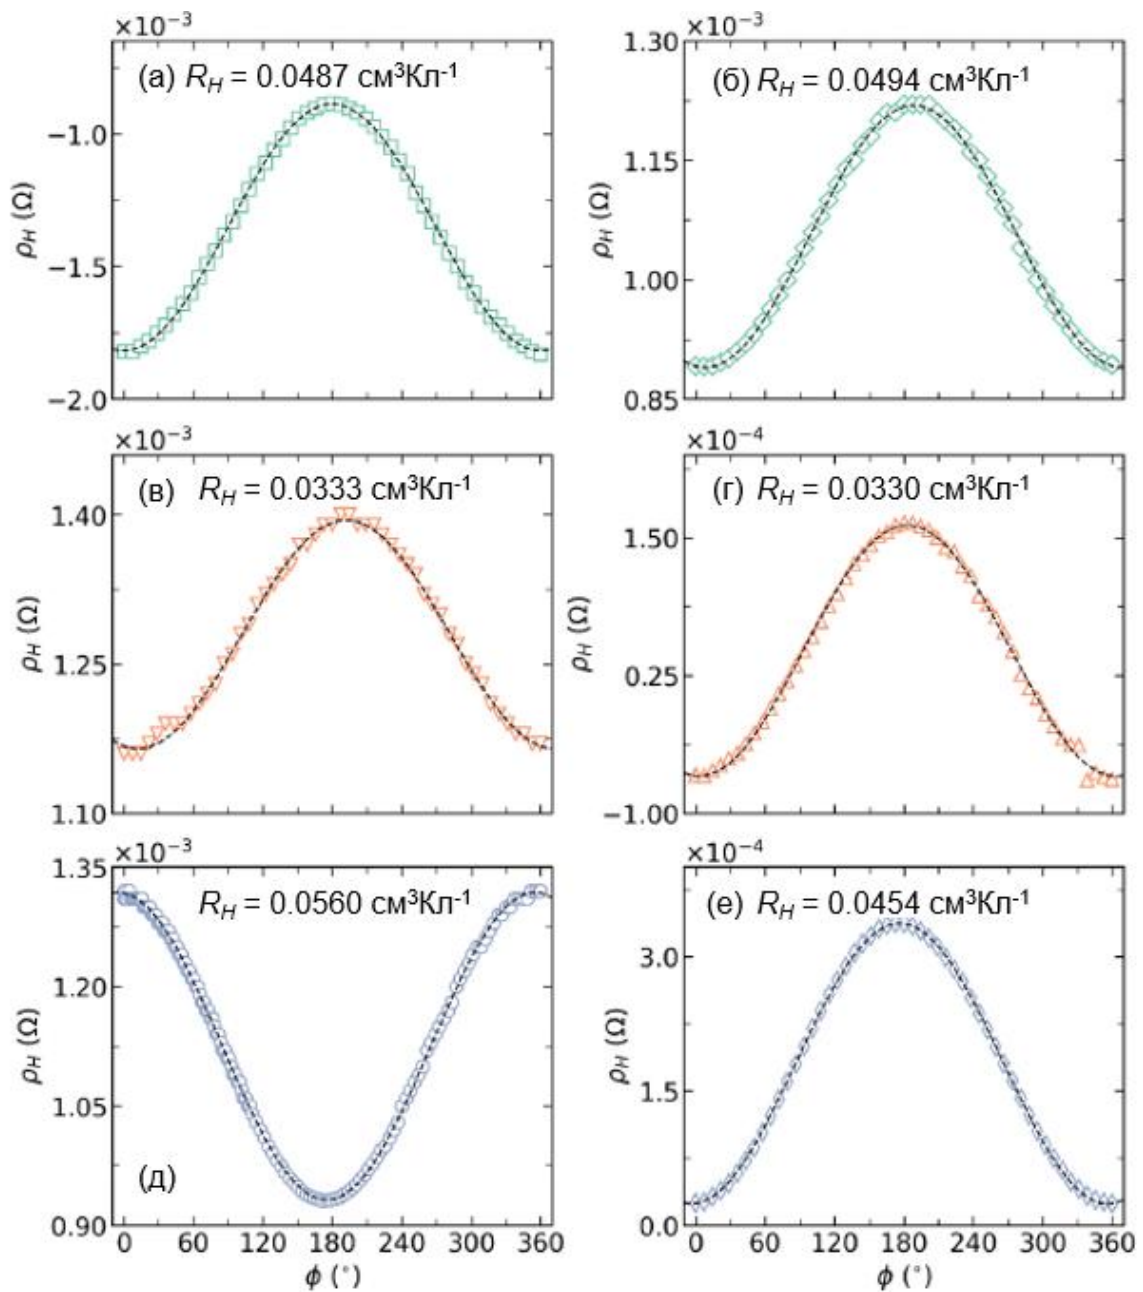 ×10⁻³
(а) R_H = 0.0487 см³Кл⁻¹
−1.0
−1.5
−2.0
ρ_H (Ω)
×10⁻³
(б) R_H = 0.0494 см³Кл⁻¹
1.30
1.15
1.00
0.85
ρ_H (Ω)
×10⁻³
(в) R_H = 0.0333 см³Кл⁻¹
1.40
1.25
1.10
ρ_H (Ω)
×10⁻⁴
(г) R_H = 0.0330 см³Кл⁻¹
1.50
0.25
−1.00
ρ_H (Ω)
×10⁻³
R_H = 0.0560 см³Кл⁻¹
1.35
1.20
1.05
0.90
ρ_H (Ω)
(д)
0 60 120 180 240 300 360
ϕ (°)
×10⁻⁴
(е) R_H = 0.0454 см³Кл⁻¹
3.0
1.5
0.0
ρ_H (Ω)
0 60 120 180 240 300 360
ϕ (°)